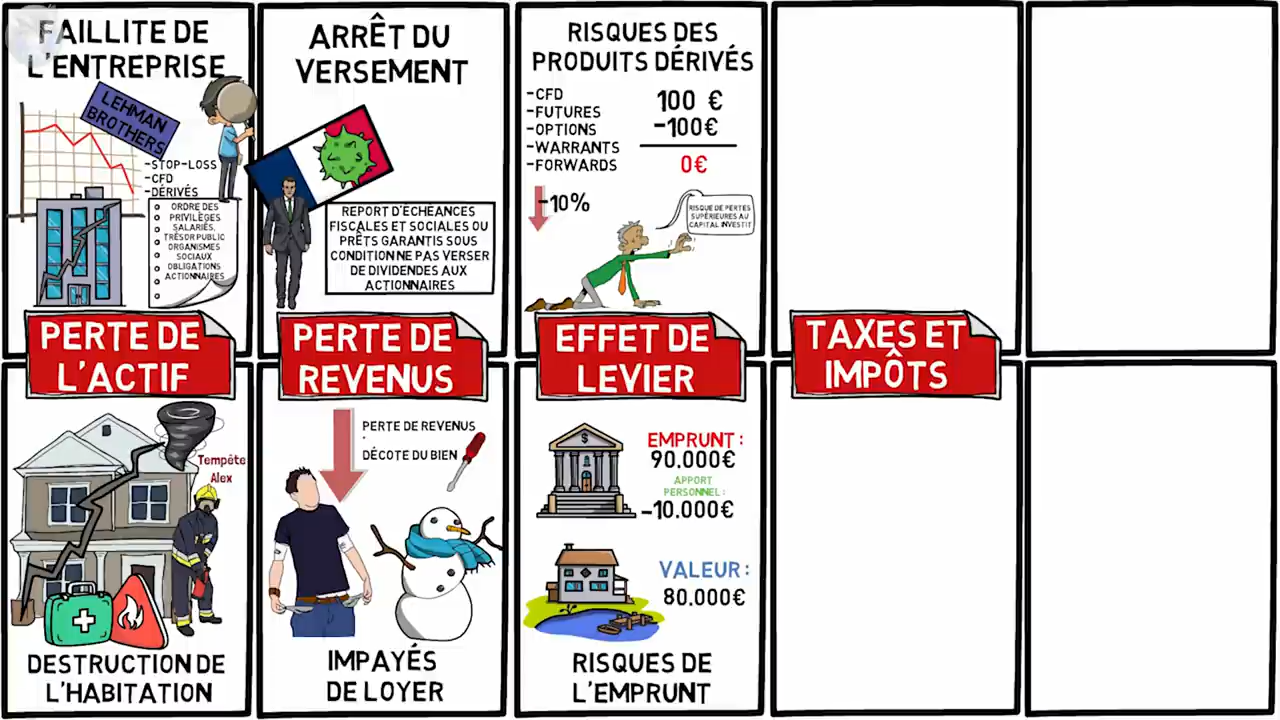 FAILLITE DE
L'ENTREPRISE
LEHMAN
BROTHERS
-STOP-LOSS
-CFD
-DÉRIVÉS
ORDRE DES
PRIVILÈGES
SALARIÉS,
TRÉSOR PUBLIC
ORGANISMES
SOCIAUX
OBLIGATIONS
ACTIONNAIRES
ARRÊT DU
VERSEMENT
REPORT D'ÉCHEANCES
FISCALES ET SOCIALES OU
PRÊTS GARANTIS SOUS
CONDITION NE PAS VERSER
DE DIVIDENDES AUX
ACTIONNAIRES
RISQUES DES
PRODUITS DÉRIVÉS
-CFD
-FUTURES
-OPTIONS
-WARRANTS
-FORWARDS
100 €
-100€
0€
-10%
RISQUE DE PERTES
SUPÉRIEURES AU
CAPITAL INVESTIT
PERTE DE
L'ACTIF
PERTE DE
REVENUS
EFFET DE
LEVIER
TAXES ET
IMPÔTS
Tempête
Alex
DESTRUCTION DE
L'HABITATION
PERTE DE REVENUS
DÉCOTE DU BIEN
IMPAYÉS
DE LOYER
EMPRUNT :
90.000€
APPORT
PERSONNEL :
-10.000€
VALEUR :
80.000€
RISQUES DE
L'EMPRUNT